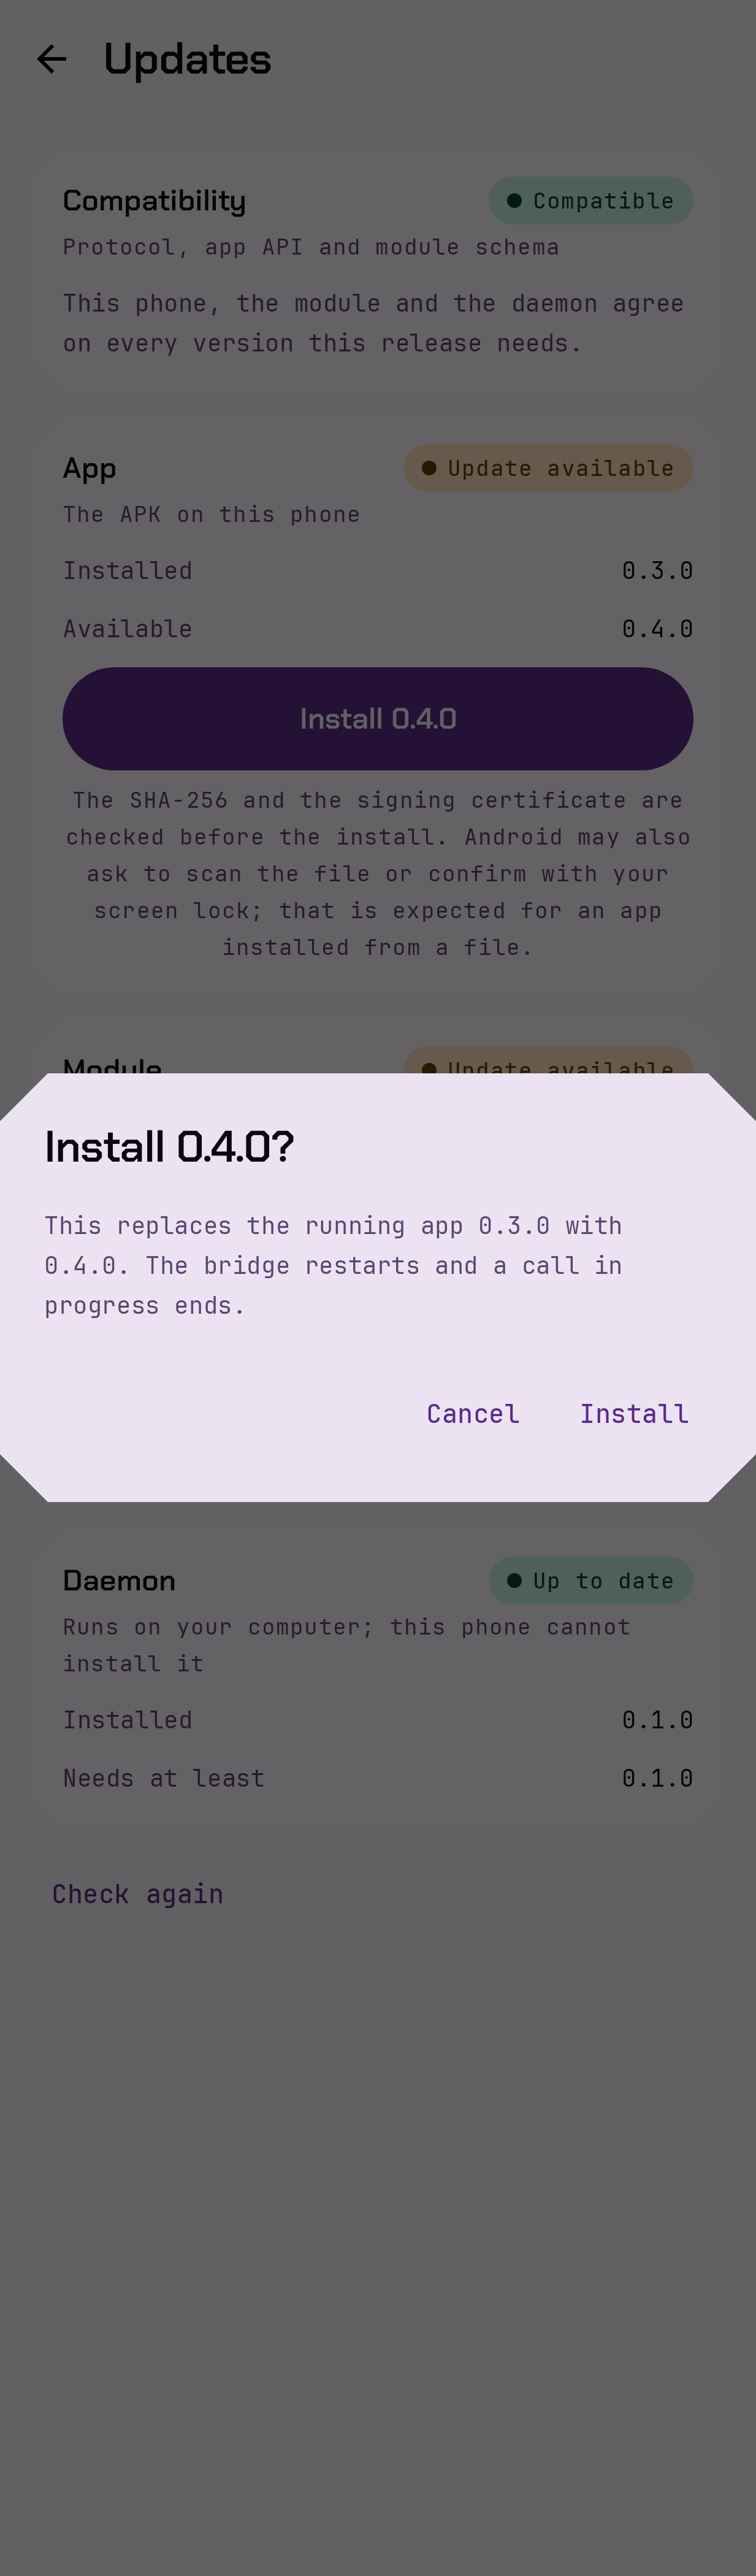 Updates
Compatibility
Compatible
Protocol, app API and module schema
This phone, the module and the daemon agree
on every version this release needs.
App
Update available
The APK on this phone
Installed
0.3.0
Available
0.4.0
Install 0.4.0
The SHA-256 and the signing certificate are
checked before the install. Android may also
ask to scan the file or confirm with your
screen lock; that is expected for an app
installed from a file.
Module
Update available
Install 0.4.0?
This replaces the running app 0.3.0 with
0.4.0. The bridge restarts and a call in
progress ends.
Cancel
Install
Daemon
Up to date
Runs on your computer; this phone cannot
install it
Installed
0.1.0
Needs at least
0.1.0
Check again